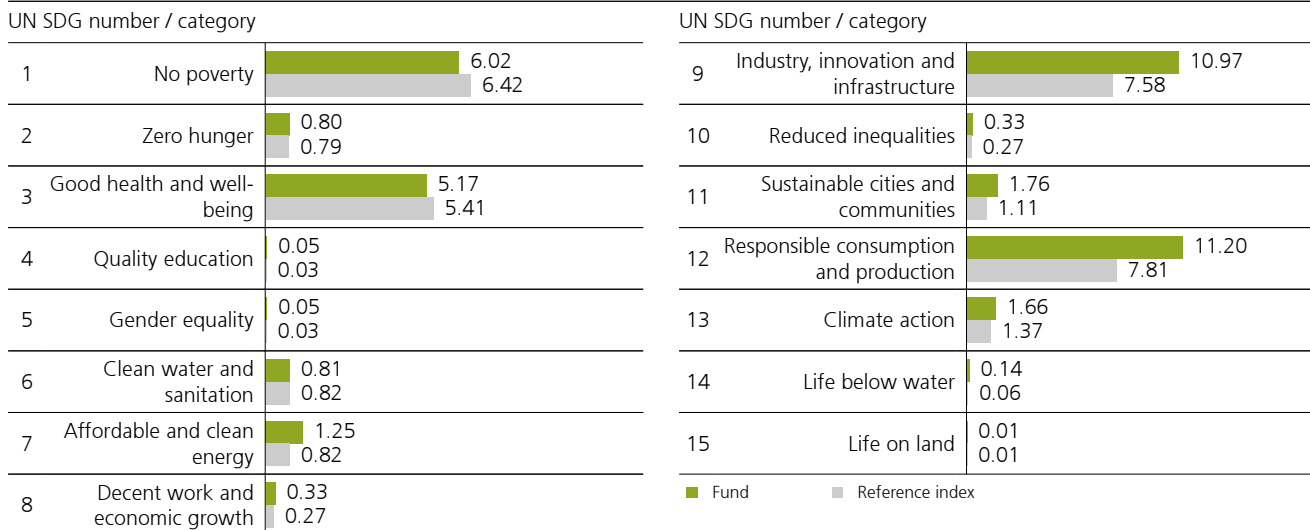 UN SDG number / category
1 No poverty 6.02
6.42
2 Zero hunger 0.80
0.79
3 Good health and well-
being 5.17
5.41
4 Quality education 0.05
0.03
5 Gender equality 0.05
0.03
6 Clean water and
sanitation 0.81
0.82
7 Affordable and clean
energy 1.25
0.82
8 Decent work and
economic growth 0.33
0.27
UN SDG number / category
9 Industry, innovation and
infrastructure 10.97
7.58
10 Reduced inequalities 0.33
0.27
11 Sustainable cities and
communities 1.76
1.11
12 Responsible consumption
and production 11.20
7.81
13 Climate action 1.66
1.37
14 Life below water 0.14
0.06
15 Life on land 0.01
0.01
Fund Reference index